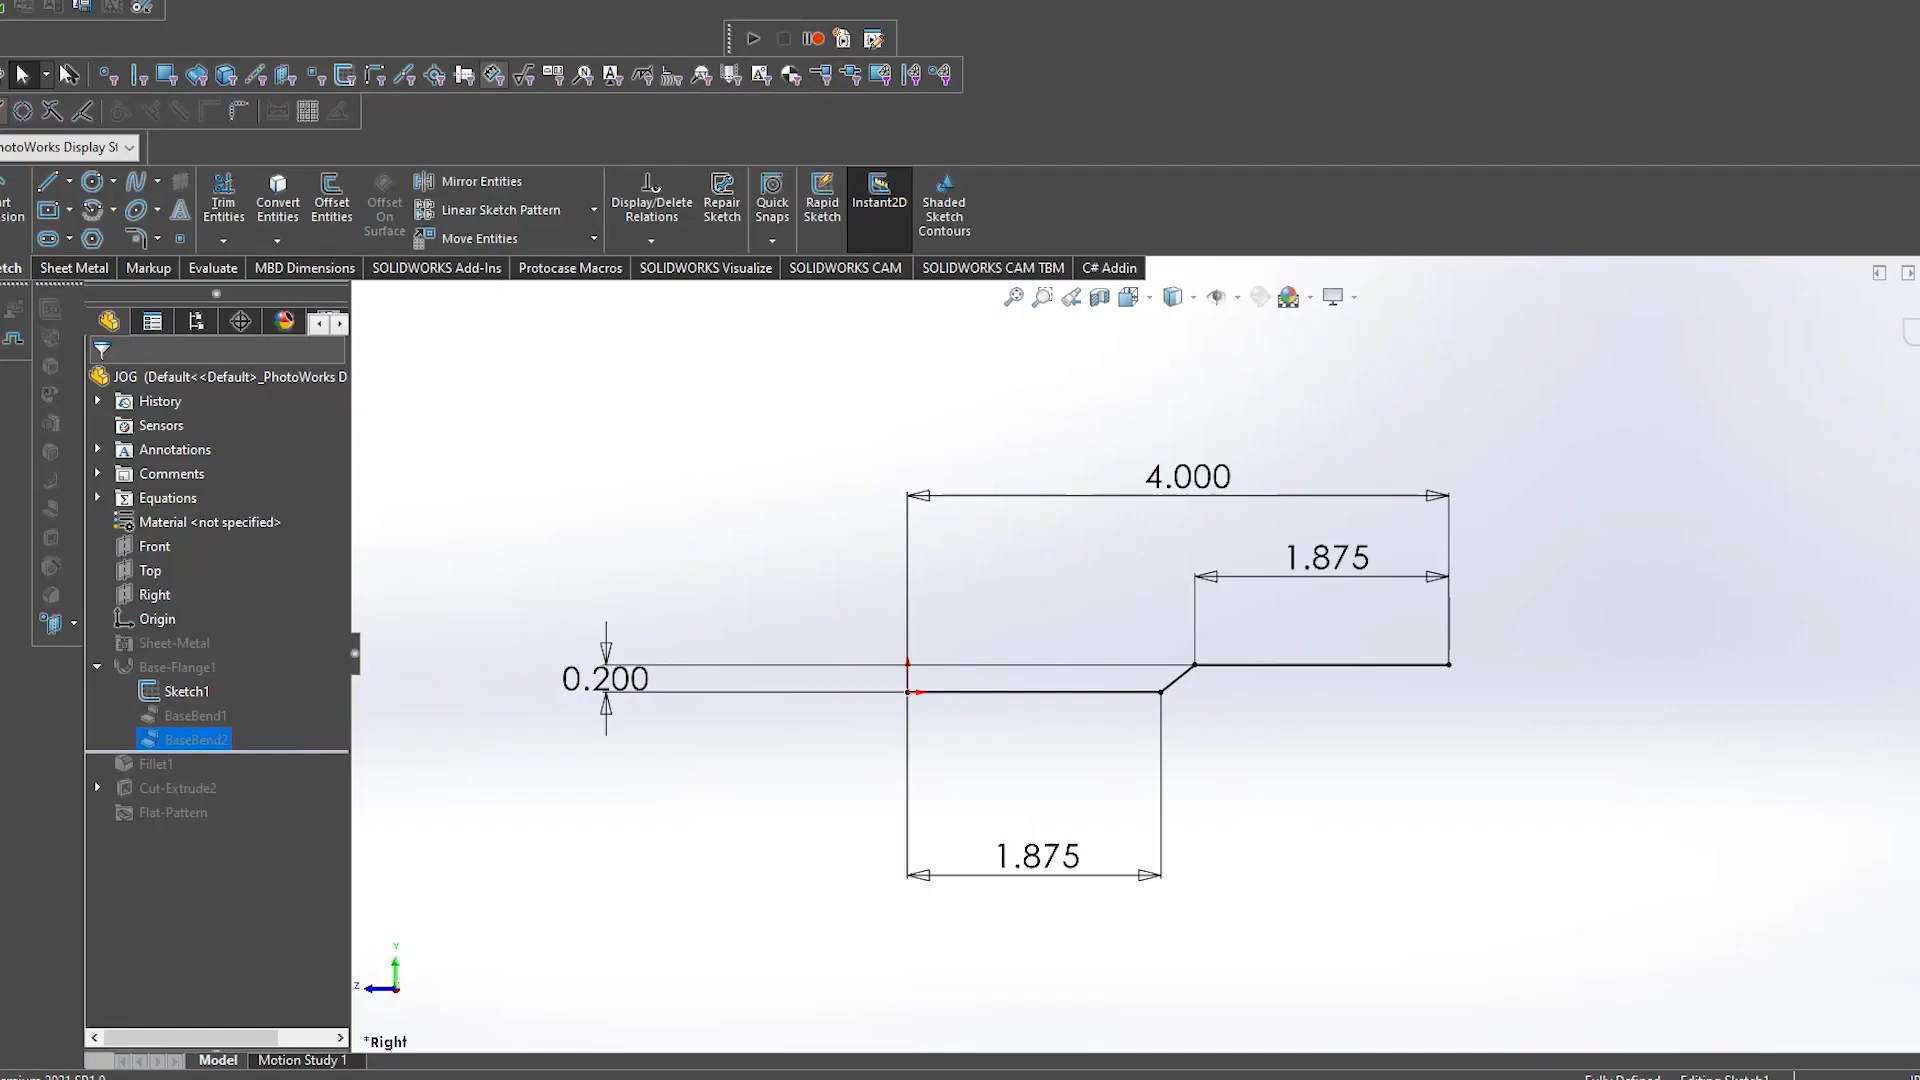 PhotoWorks Display St
Trim
Entities
Convert
Entities
Offset
Entities
Offset
On
Surface
Mirror Entities
Linear Sketch Pattern
Move Entities
Display/Delete
Relations
Repair
Sketch
Quick
Snaps
Rapid
Sketch
Instant2D
Shaded
Sketch
Contours
Sheet Metal
Markup
Evaluate
MBD Dimensions
SOLIDWORKS Add-Ins
Protocase Macros
SOLIDWORKS Visualize
SOLIDWORKS CAM
SOLIDWORKS CAM TBM
C# Addin
JOG (Default<<Default>_PhotoWorks D
History
Sensors
Annotations
Comments
Equations
Material <not specified>
Front
Top
Right
Origin
Sheet-Metal
Base-Flange1
Sketch1
BaseBend1
BaseBend2
Fillet1
Cut-Extrude2
Flat-Pattern
4.000
1.875
0.200
1.875
Y
Z
*Right
Model
Motion Study 1